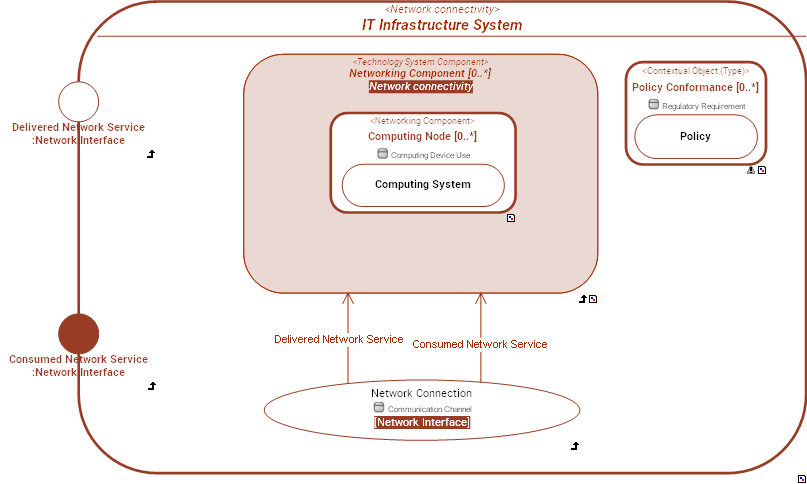 <Network connectivity>
IT Infrastructure System
<Technology System Component>
Networking Component [0..*]
Network connectivity
<Networking Component>
Computing Node [0..*]
Computing Device Use
Computing System
<Contextual Object (Type)>
Policy Conformance [0..*]
Regulatory Requirement
Policy
Delivered Network Service
:Network Interface
Consumed Network Service
:Network Interface
Delivered Network Service
Consumed Network Service
Network Connection
Communication Channel
[Network Interface]